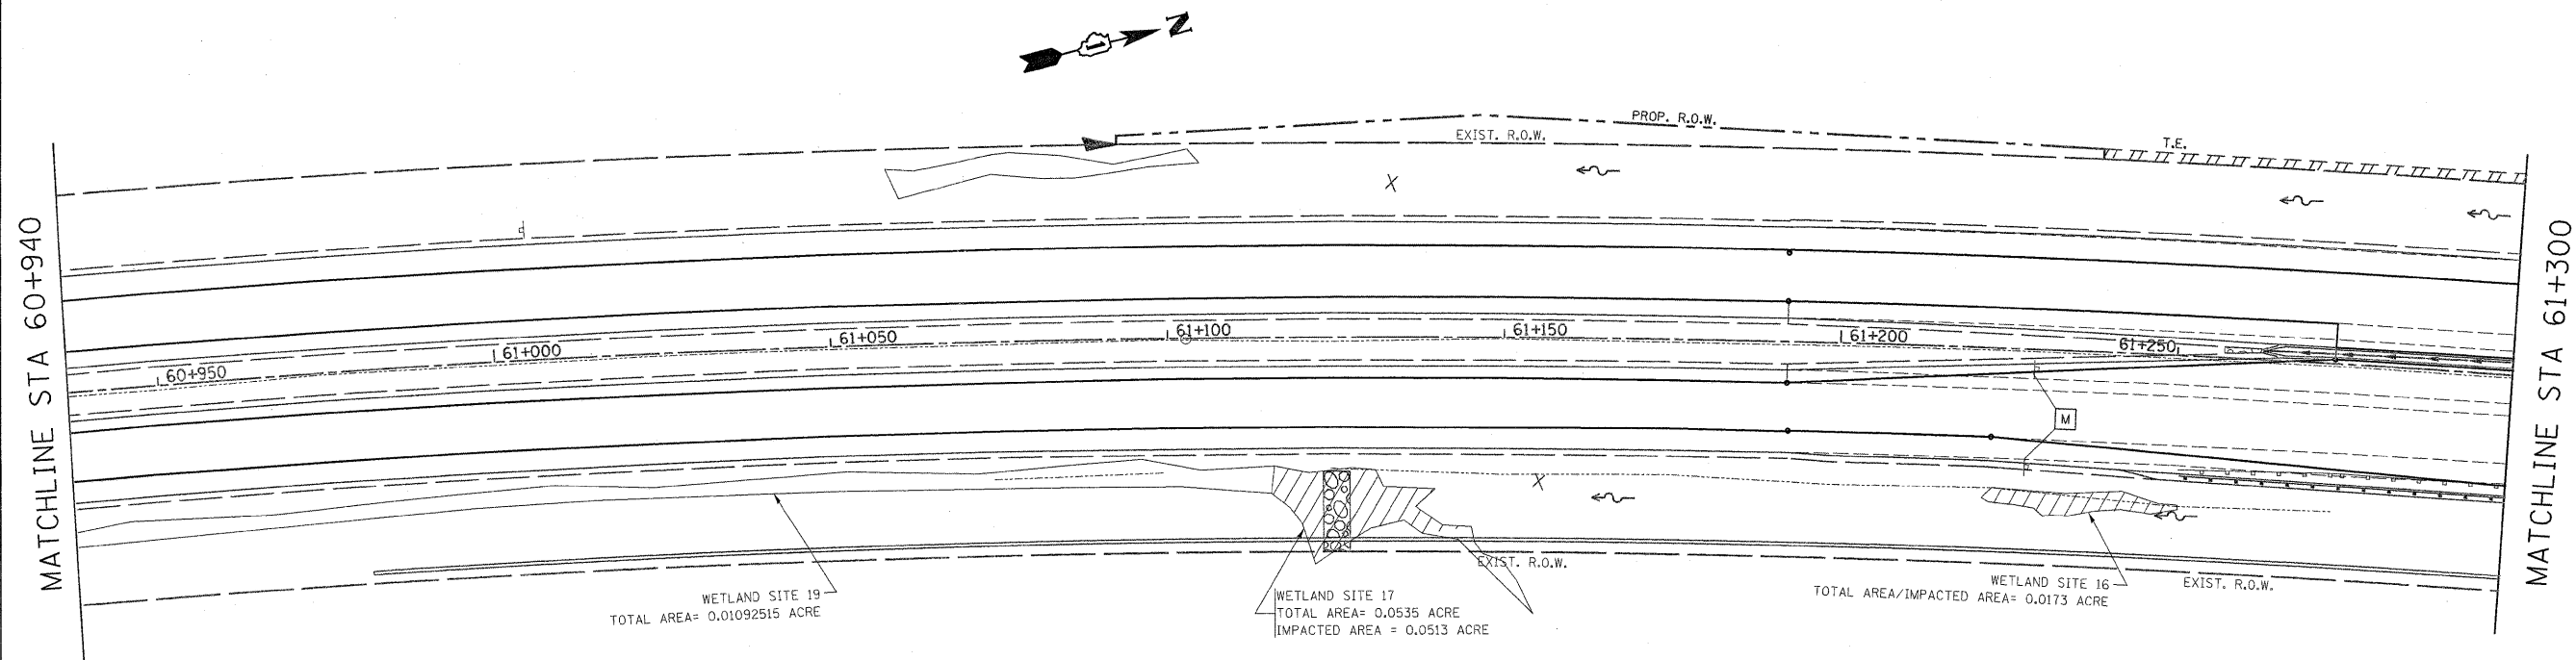 N
PROP. R.O.W.
EXIST. R.O.W.
T.E.
X
MATCHLINE STA 60+940
MATCHLINE STA 61+300
60+950
61+000
61+050
61+100
61+150
61+200
61+250
M
X
EXIST. R.O.W.
EXIST. R.O.W.
WETLAND SITE 19
TOTAL AREA= 0.01092515 ACRE
WETLAND SITE 17
TOTAL AREA= 0.0535 ACRE
IMPACTED AREA = 0.0513 ACRE
WETLAND SITE 16
TOTAL AREA/IMPACTED AREA= 0.0173 ACRE